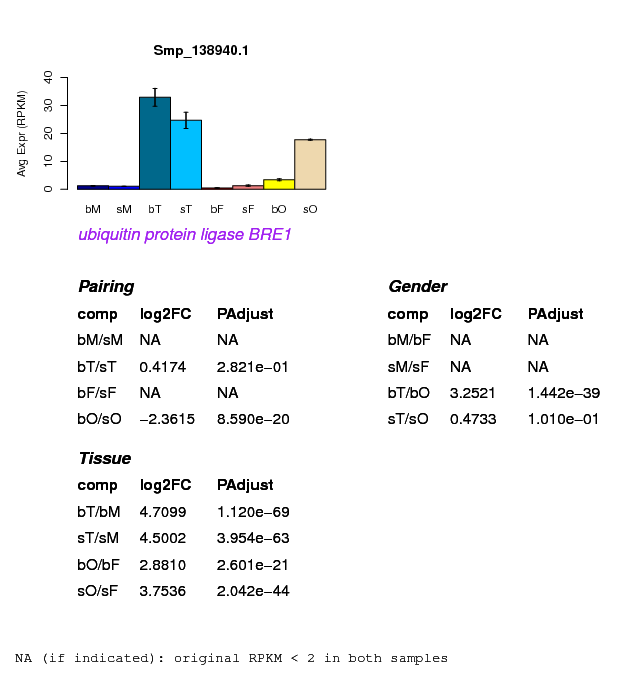 Smp_138940.1
Avg Expr (RPKM)
0 10 20 30 40
bM sM bT sT bF sF bO sO
ubiquitin protein ligase BRE1
Pairing
comp log2FC PAdjust
bM/sM NA NA
bT/sT 0.4174 2.821e−01
bF/sF NA NA
bO/sO −2.3615 8.590e−20
Gender
comp log2FC PAdjust
bM/bF NA NA
sM/sF NA NA
bT/bO 3.2521 1.442e−39
sT/sO 0.4733 1.010e−01
Tissue
comp log2FC PAdjust
bT/bM 4.7099 1.120e−69
sT/sM 4.5002 3.954e−63
bO/bF 2.8810 2.601e−21
sO/sF 3.7536 2.042e−44
NA (if indicated): original RPKM < 2 in both samples